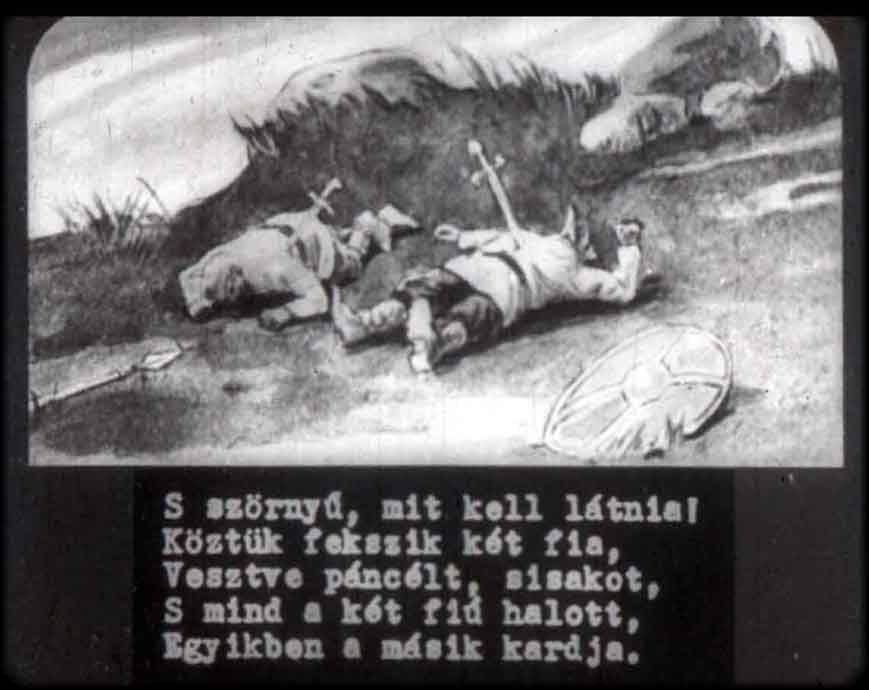 S szörnyű, mit kell látnia!
Köztük fekszik két fia,
Vesztve páncélt, sisakot,
S mind a két fiú halott,
Egyikben a másik kardja.